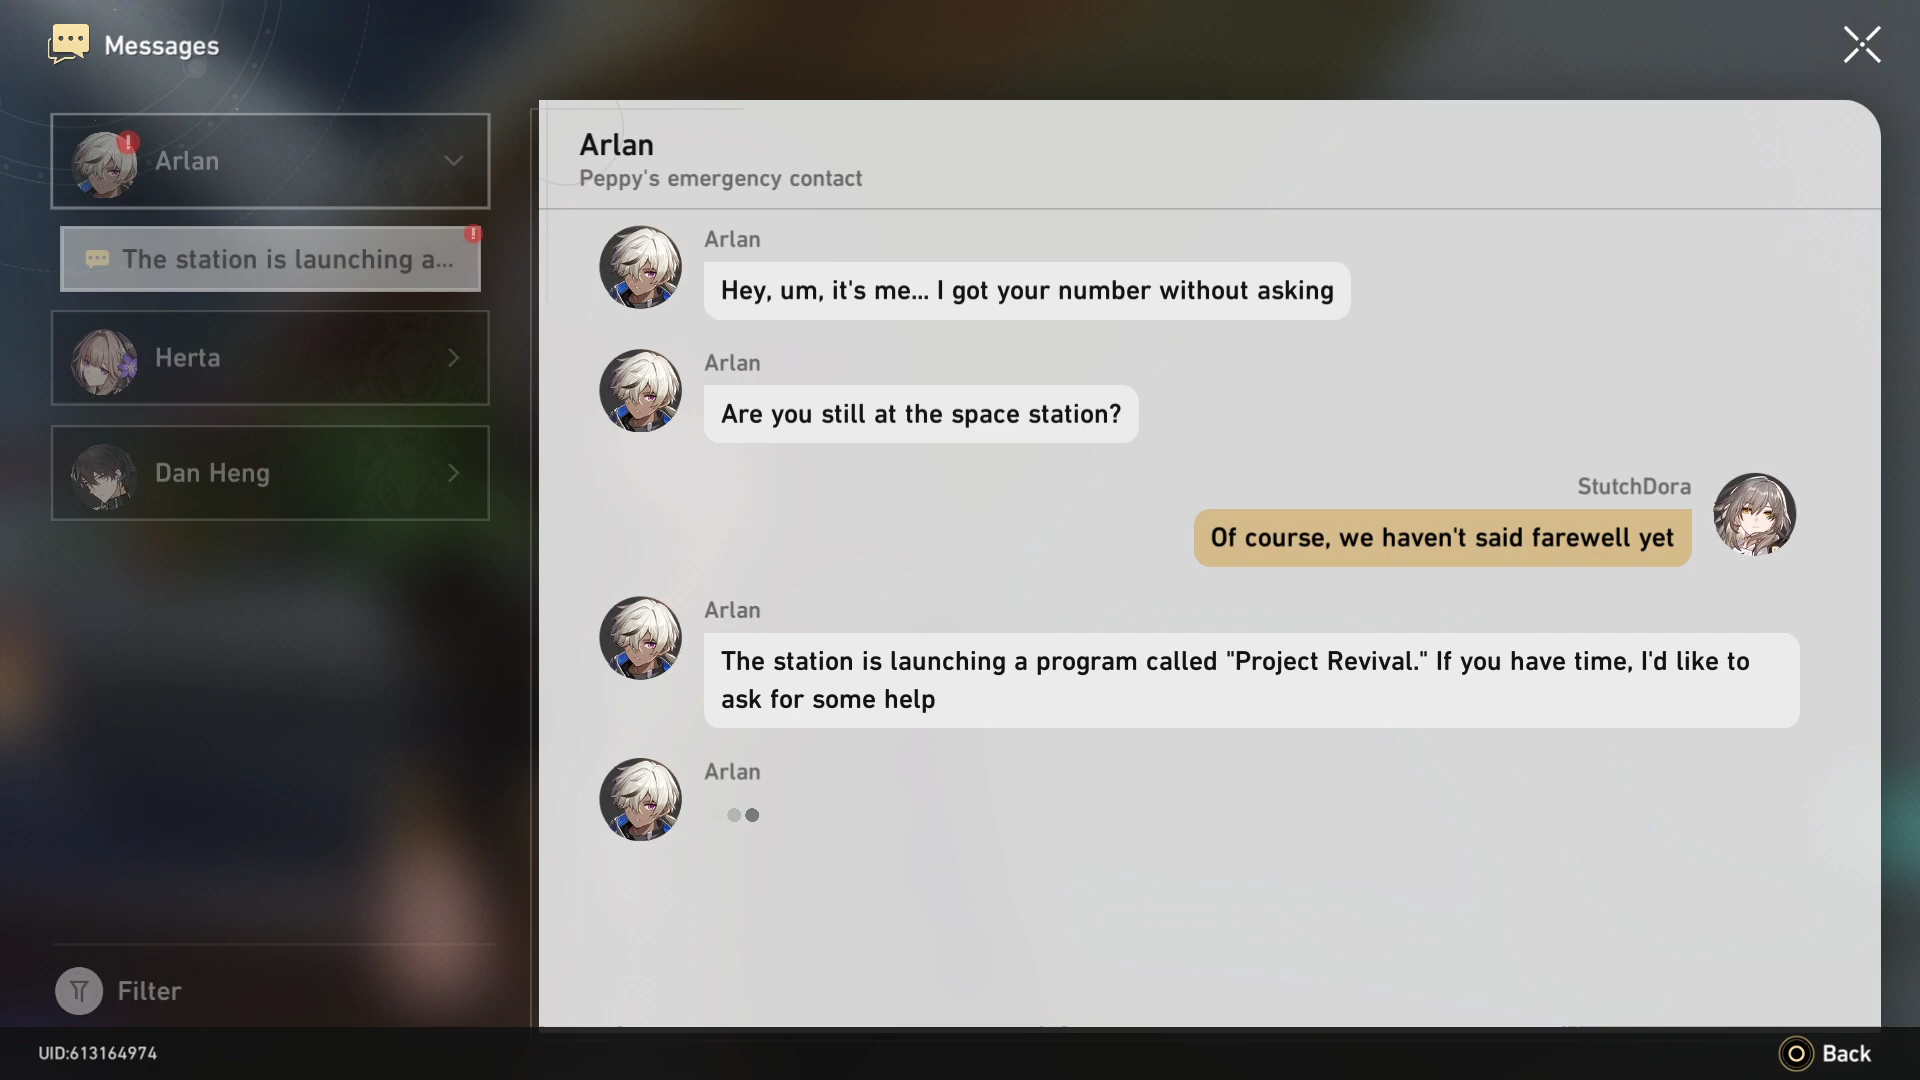 Messages
Arlan
The station is launching a...
Herta
Dan Heng
Filter
Arlan
Peppy's emergency contact
Arlan
Hey, um, it's me... I got your number without asking
Arlan
Are you still at the space station?
StutchDora
Of course, we haven't said farewell yet
Arlan
The station is launching a program called "Project Revival." If you have time, I'd like to
ask for some help
Arlan
UID:613164974
Back